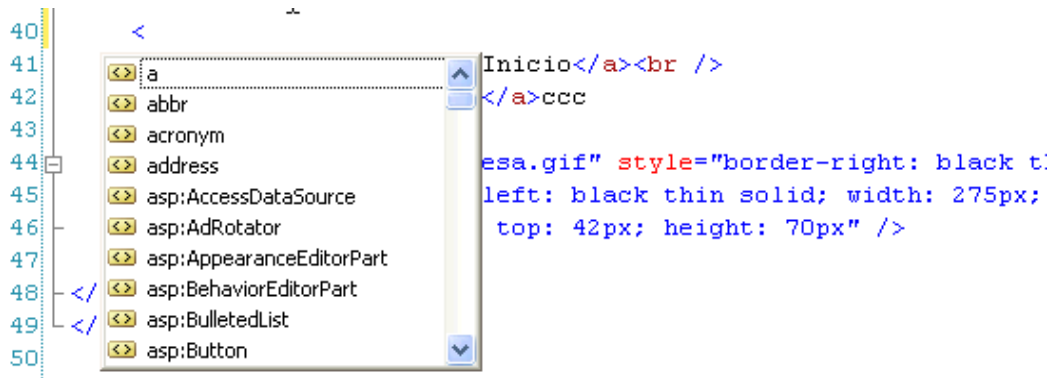 40 <
41 Inicio</a><br />
42 </a>ccc
43
44 esa.gif" style="border-right: black
45 left: black thin solid; width: 275px;
46 top: 42px; height: 70px" />
47
48 </
49 </
50
a
abbr
acronym
address
asp:AccessDataSource
asp:AdRotator
asp:AppearanceEditorPart
asp:BehaviorEditorPart
asp:BulletedList
asp:Button